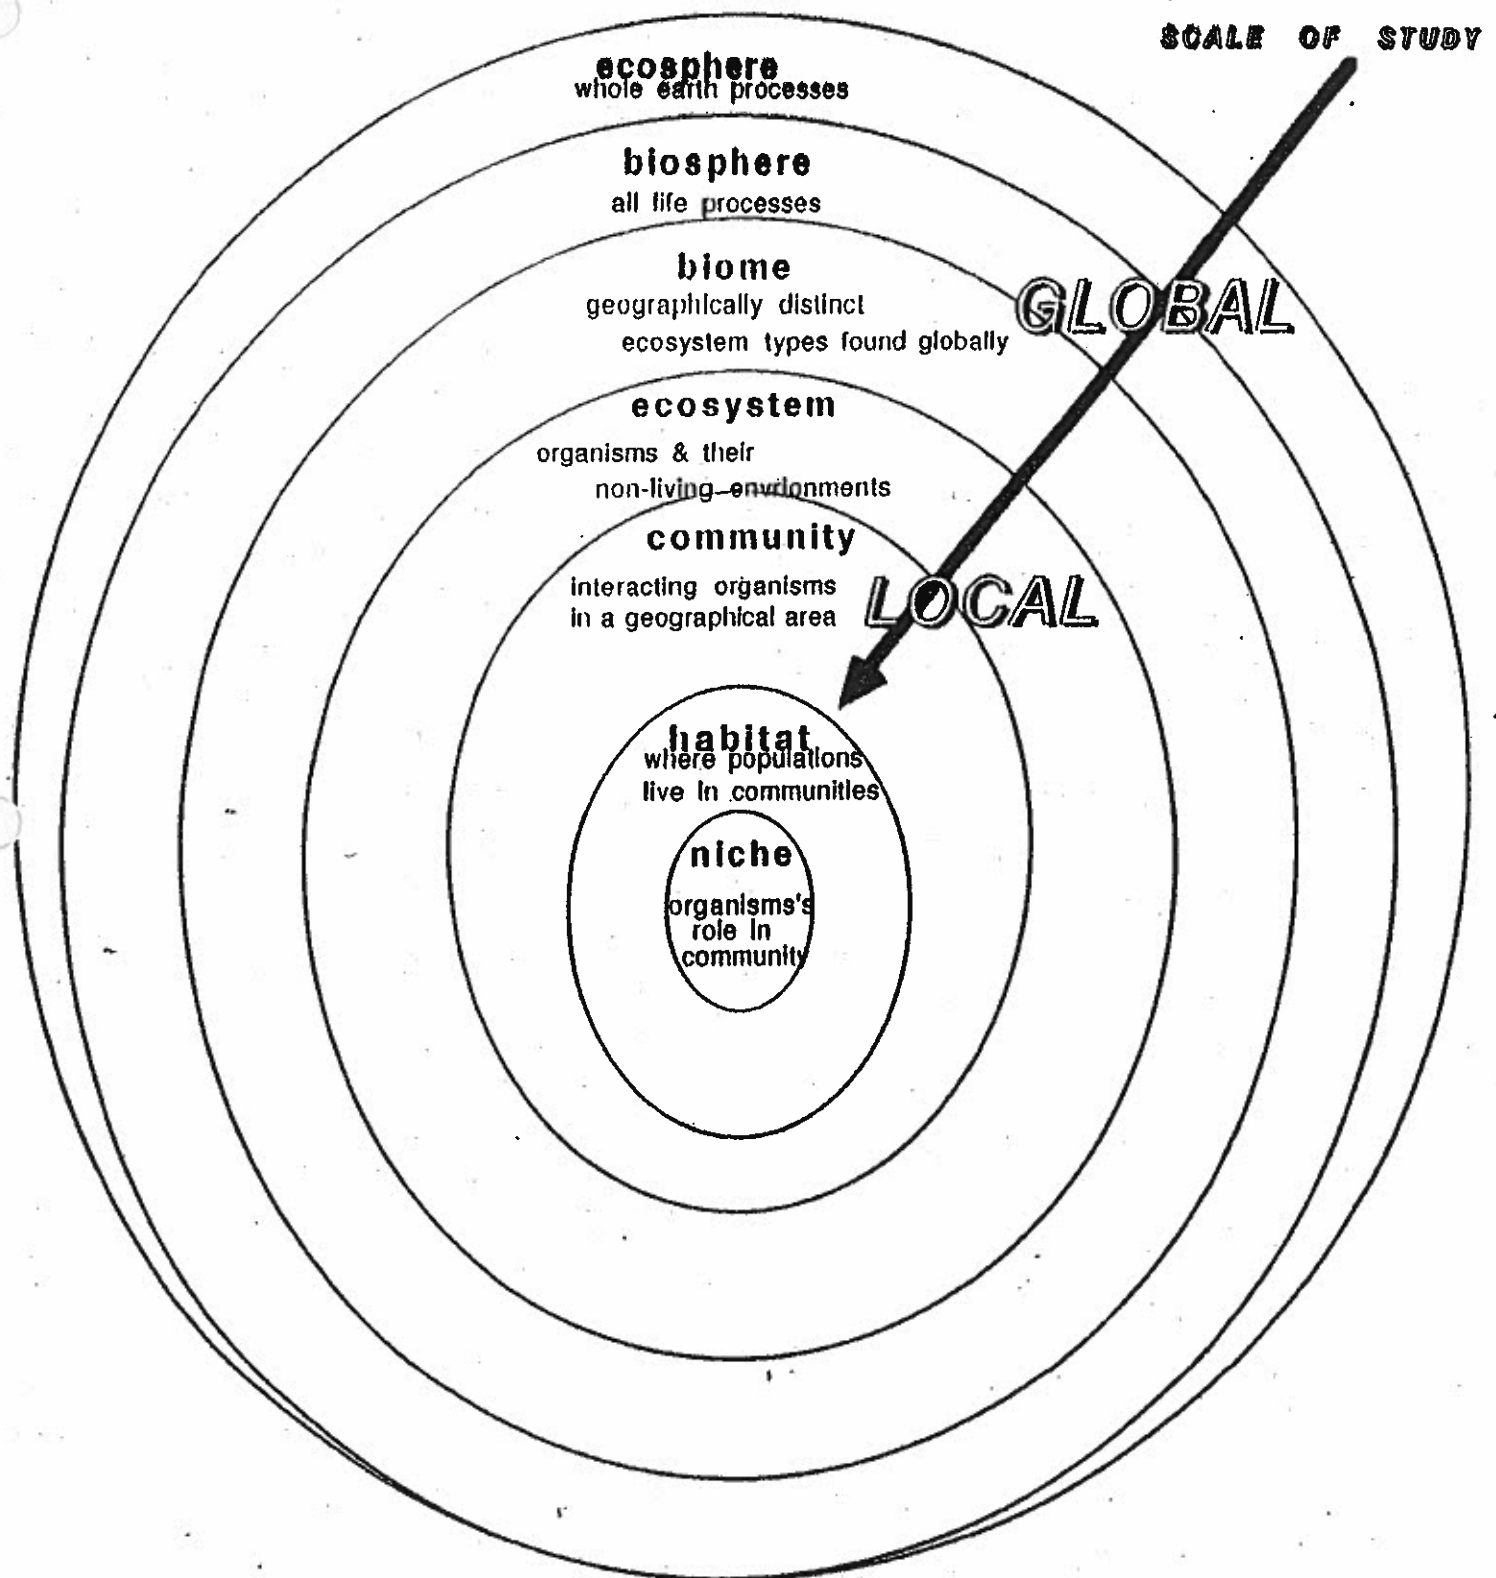 SCALE OF STUDY
ecosphere
whole earth processes
biosphere
all life processes
biome
geographically distinct
ecosystem types found globally
GLOBAL
ecosystem
organisms & their
non-living envrionments
community
interacting organisms
in a geographical area
LOCAL
habitat
where populations
live in communities
niche
organisms's
role in
community